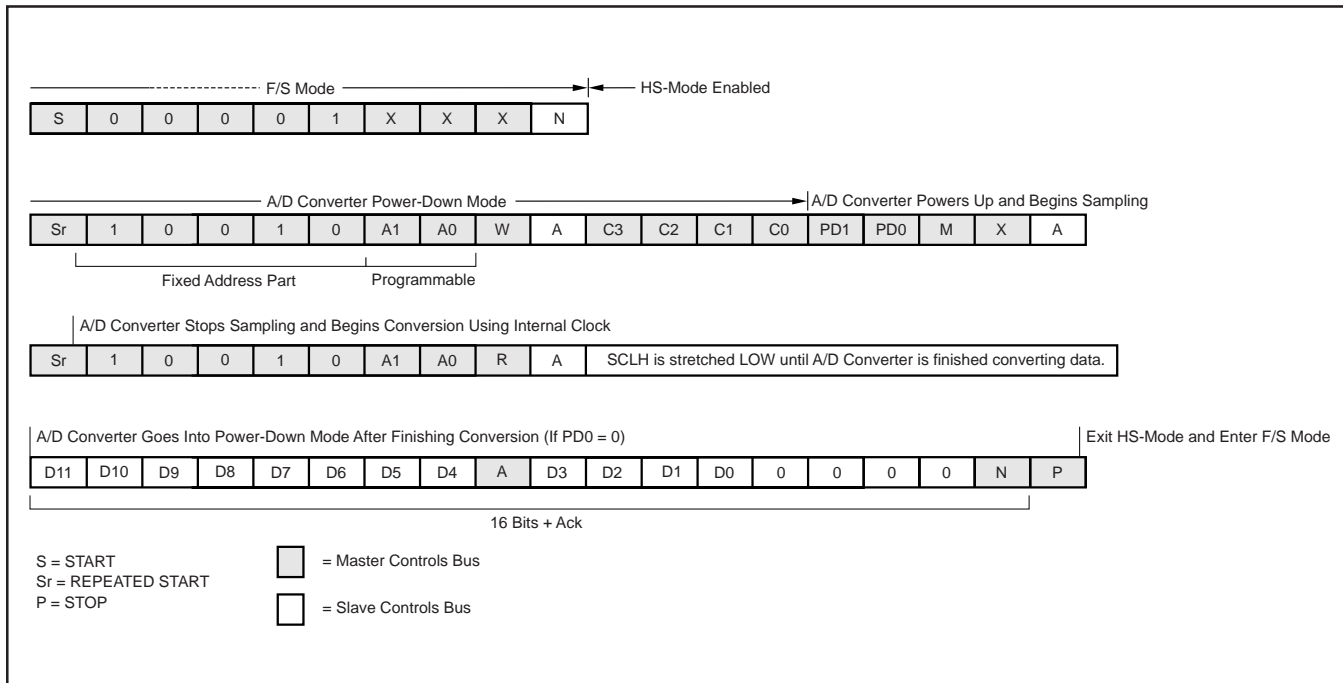 F/S Mode HS-Mode Enabled
S 0 0 0 0 1 X X X N
A/D Converter Power-Down Mode A/D Converter Powers Up and Begins Sampling
Sr 1 0 0 1 0 A1 A0 W A C3 C2 C1 C0 PD1 PD0 M X A
Fixed Address Part Programmable
A/D Converter Stops Sampling and Begins Conversion Using Internal Clock
Sr 1 0 0 1 0 A1 A0 R A SCLH is stretched LOW until A/D Converter is finished converting data.
A/D Converter Goes Into Power-Down Mode After Finishing Conversion (If PD0 = 0) Exit HS-Mode and Enter F/S Mode
D11 D10 D9 D8 D7 D6 D5 D4 A D3 D2 D1 D0 0 0 0 0 N P
16 Bits + Ack
S = START
Sr = REPEATED START
P = STOP
= Master Controls Bus
= Slave Controls Bus